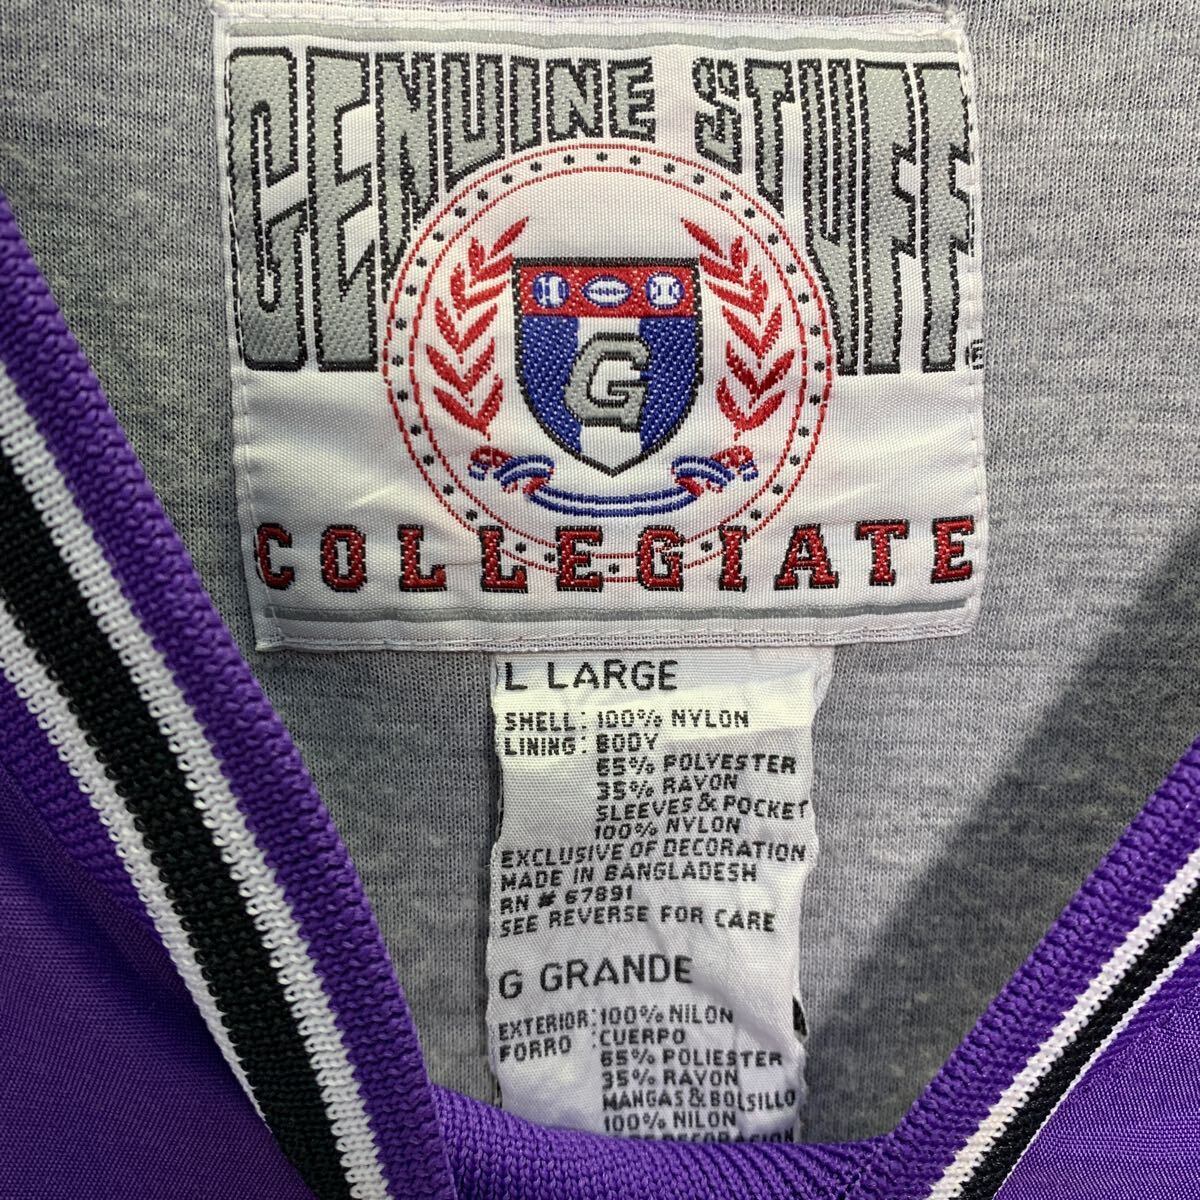 GENUINE STUFF
®
G
COLLEGIATE
L LARGE
SHELL: 100% NYLON
LINING: BODY
65% POLYESTER
35% RAYON
SLEEVES & POCKET
100% NYLON
EXCLUSIVE OF DECORATION
MADE IN BANGLADESH
RN # 67891
SEE REVERSE FOR CARE
G GRANDE
EXTERIOR: 100% NILON
FORRO : CUERPO
65% POLIESTER
35% RAYON
MANGAS & BOLSILLO
100% NILON
DECORACION